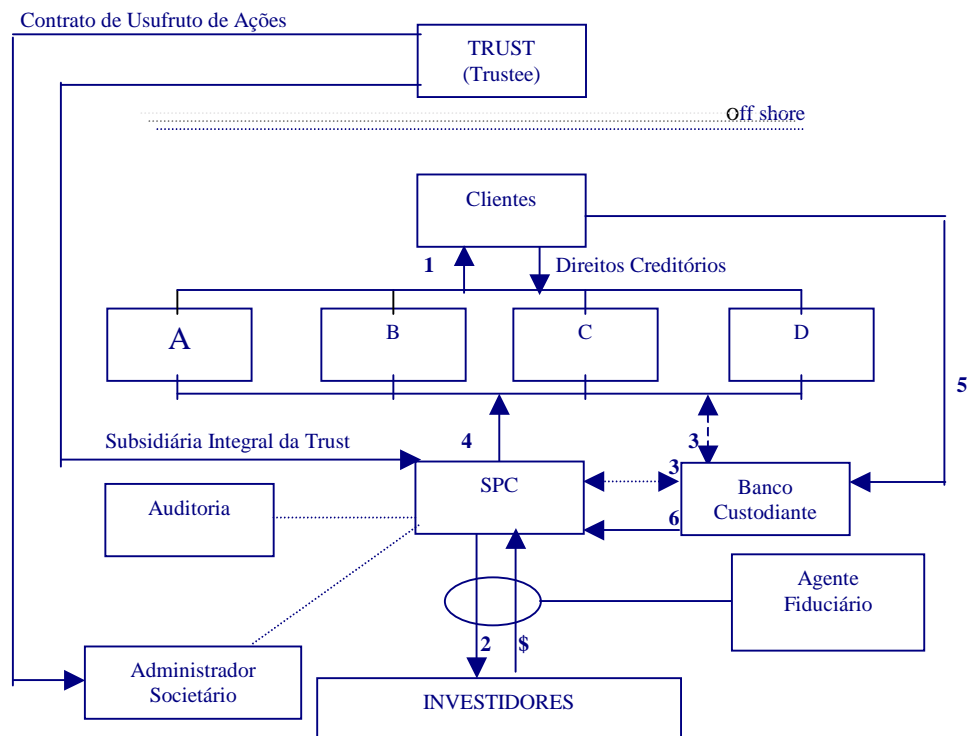 Contrato de Usufruto de Ações
TRUST
(Trustee)
Off shore
Clientes
1
Direitos Creditórios
A
B
C
D
5
Subsidiária Integral da Trust
4
3
3
SPC
Banco
Custodiante
Auditoria
6
Agente
Fiduciário
2
$
Administrador
Societário
INVESTIDORES